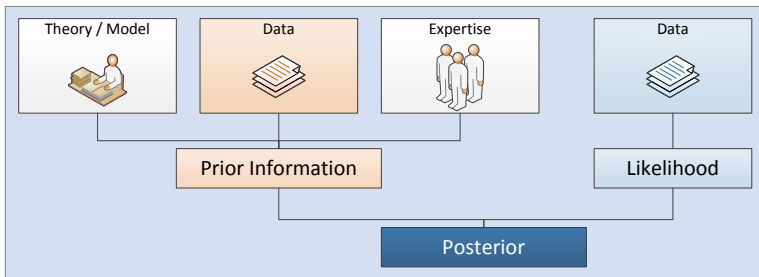 Theory / Model
Data
Expertise
Data
Prior Information
Likelihood
Posterior